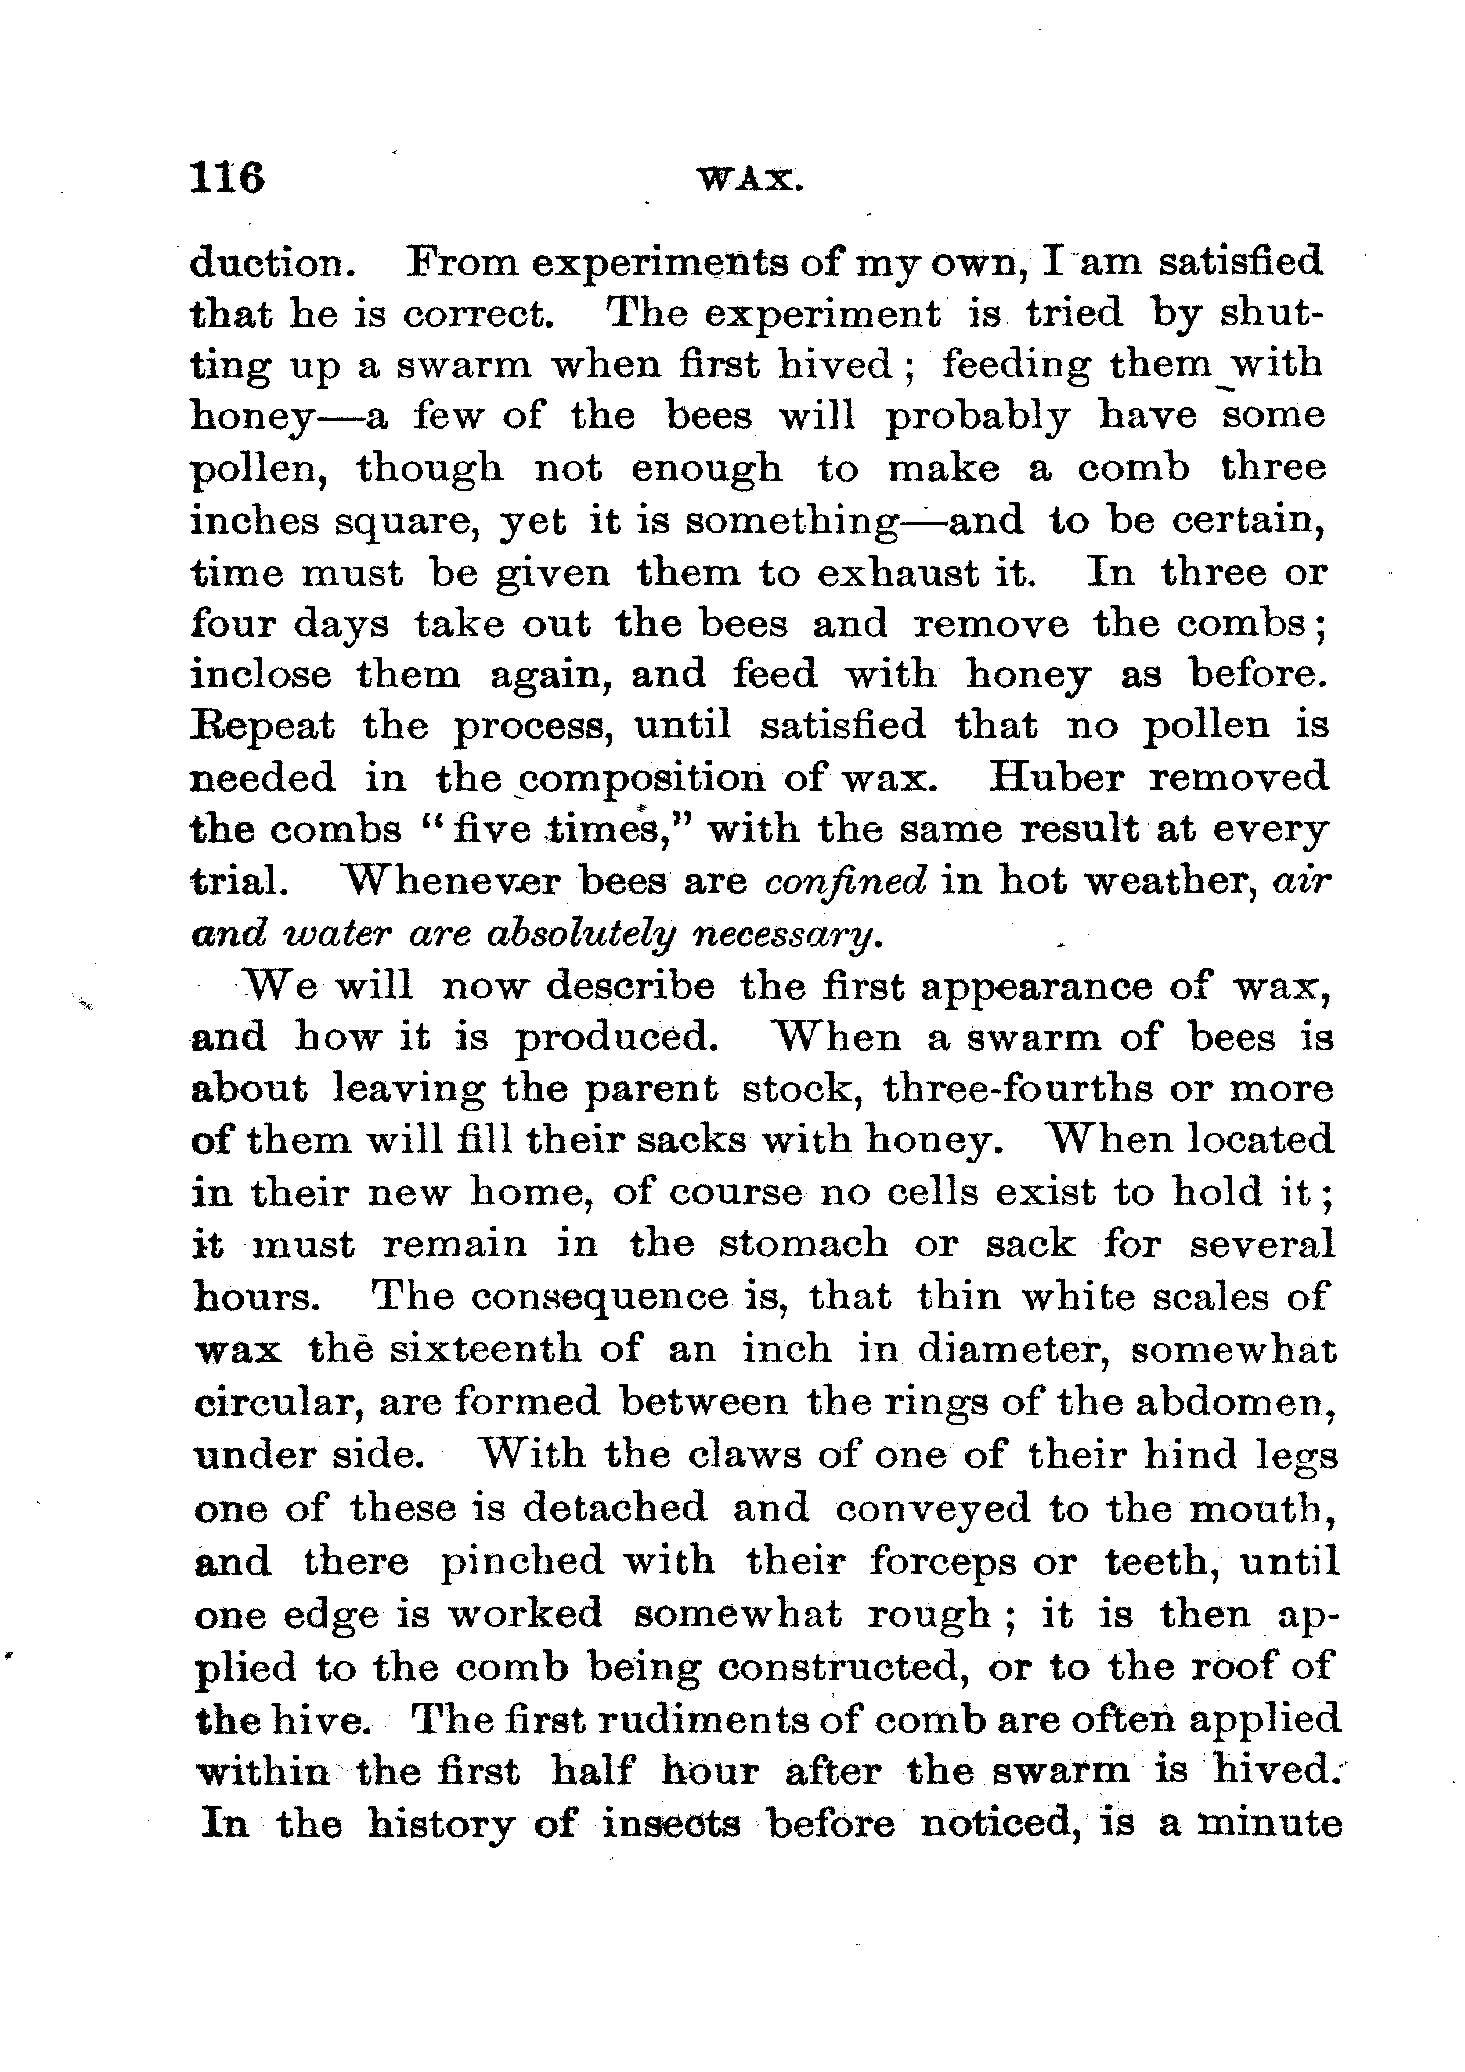 116 WAX.
duction. From experiments of my own, I am satisfied
that he is correct. The experiment is tried by shut-
ting up a swarm when first hived ; feeding them with
honey—a few of the bees will probably have some
pollen, though not enough to make a comb three
inches square, yet it is something—and to be certain,
time must be given them to exhaust it. In three or
four days take out the bees and remove the combs ;
inclose them again, and feed with honey as before.
Repeat the process, until satisfied that no pollen is
needed in the composition of wax. Huber removed
the combs “ five times,” with the same result at every
trial. Whenever bees are confined in hot weather, air
and water are absolutely necessary.
We will now describe the first appearance of wax,
and how it is produced. When a swarm of bees is
about leaving the parent stock, three-fourths or more
of them will fill their sacks with honey. When located
in their new home, of course no cells exist to hold it ;
it must remain in the stomach or sack for several
hours. The consequence is, that thin white scales of
wax the sixteenth of an inch in diameter, somewhat
circular, are formed between the rings of the abdomen,
under side. With the claws of one of their hind legs
one of these is detached and conveyed to the mouth,
and there pinched with their forceps or teeth, until
one edge is worked somewhat rough ; it is then ap-
plied to the comb being constructed, or to the roof of
the hive. The first rudiments of comb are often applied
within the first half hour after the swarm is hived.
In the history of insects before noticed, is a minute